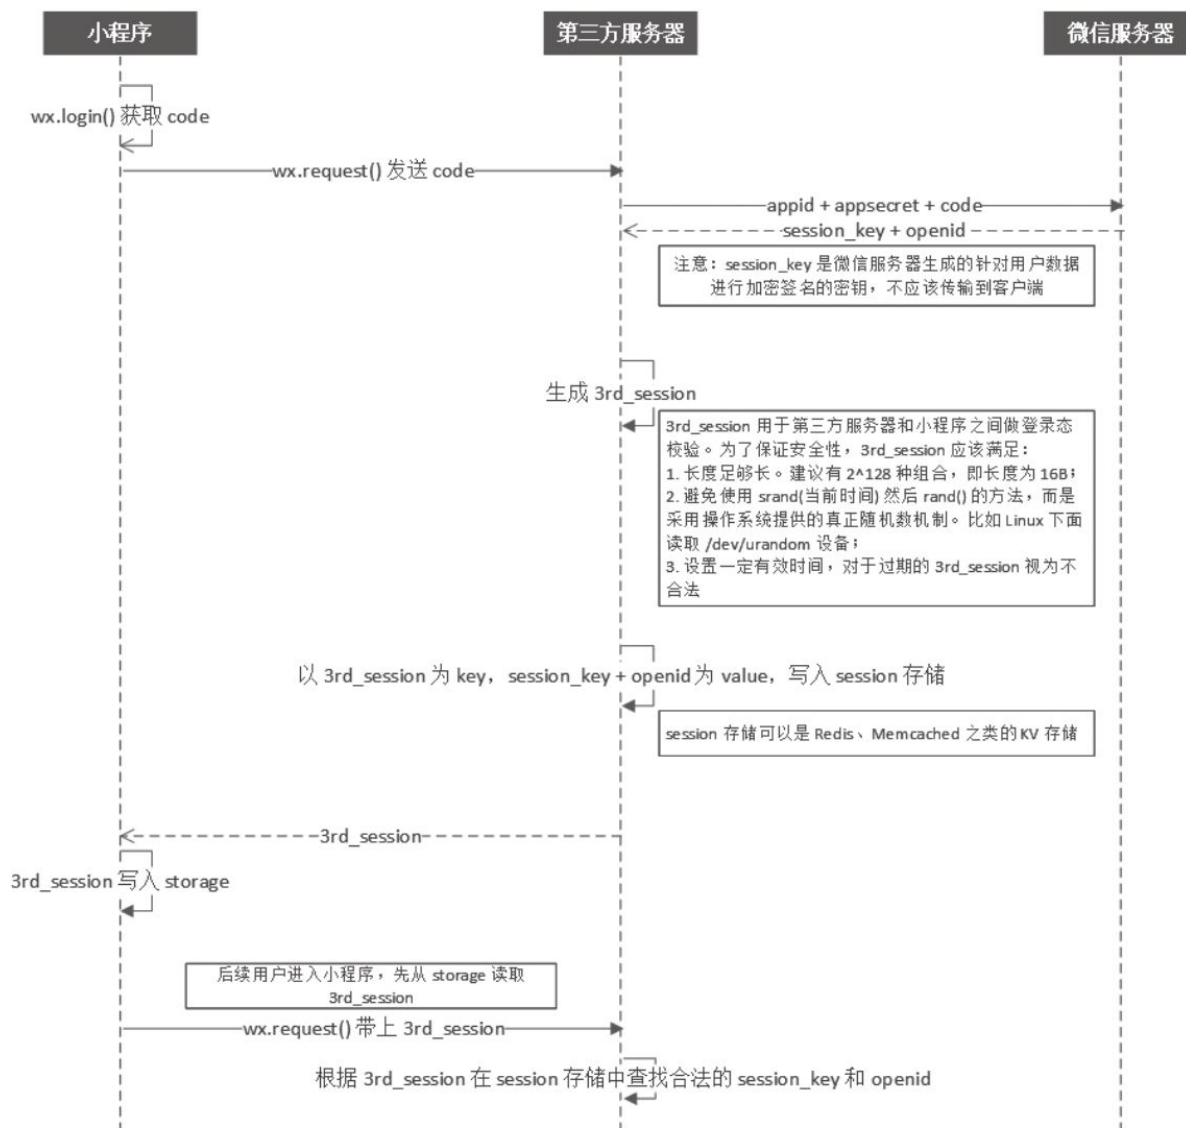 小程序
第三方服务器
微信服务器
wx.login() 获取 code
wx.request() 发送 code
appid + appsecret + code
session_key + openid
注意：session_key 是微信服务器生成的针对用户数据
进行加密签名的密钥，不应该传输到客户端
生成 3rd_session
3rd_session 用于第三方服务器和小程序之间做登录态
校验。为了保证安全性，3rd_session 应该满足：
1. 长度足够长。建议有 2^128 种组合，即长度为 16B；
2. 避免使用 srand(当前时间) 然后 rand() 的方法，而是
采用操作系统提供的真正随机数机制。比如 Linux 下面
读取 /dev/urandom 设备；
3. 设置一定有效时间，对于过期的 3rd_session 视为不
合法
以 3rd_session 为 key，session_key + openid 为 value，写入 session 存储
session 存储可以是 Redis、Memcached 之类的 KV 存储
3rd_session
3rd_session 写入 storage
后续用户进入小程序，先从 storage 读取
3rd_session
wx.request() 带上 3rd_session
根据 3rd_session 在 session 存储中查找合法的 session_key 和 openid